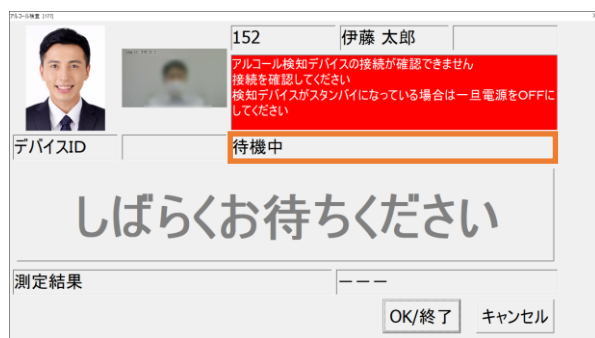 アルコール検査 [177]
152
伊藤 太郎
アルコール検知デバイスの接続が確認できません
接続を確認してください
検知デバイスがスタンバイになっている場合は一旦電源をOFFに
してください
デバイスID
待機中
しばらくお待ちください
測定結果
ーーー
OK/終了
キャンセル